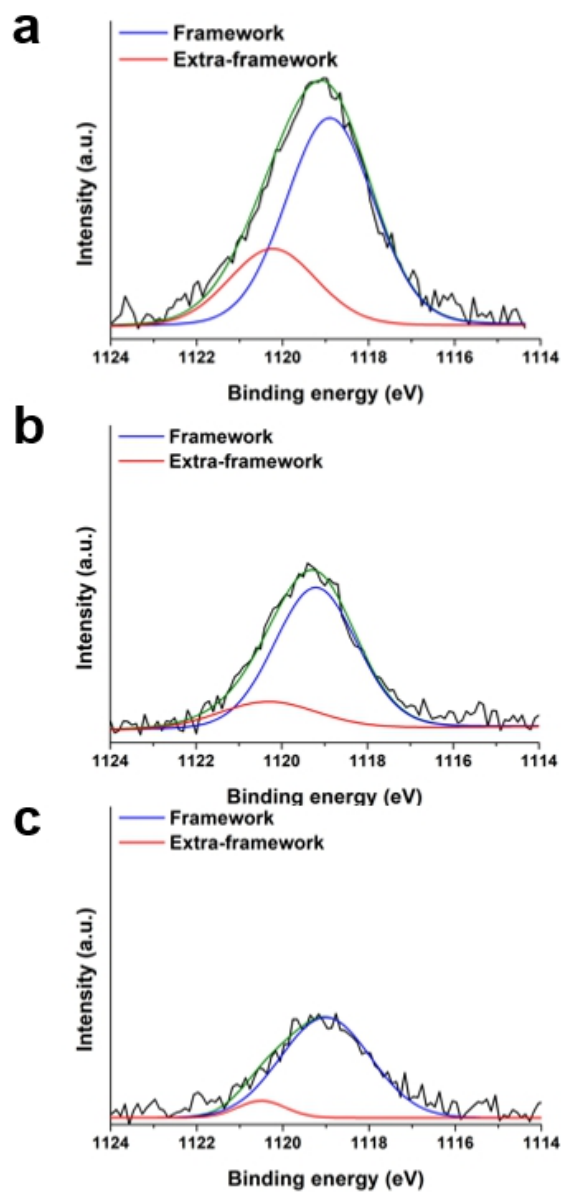 a
Framework
Extra-framework
Intensity (a.u.)
1124 1122 1120 1118 1116 1114
Binding energy (eV)
b
Framework
Extra-framework
Intensity (a.u.)
1124 1122 1120 1118 1116 1114
Binding energy (eV)
c
Framework
Extra-framework
Intensity (a.u.)
1124 1122 1120 1118 1116 1114
Binding energy (eV)